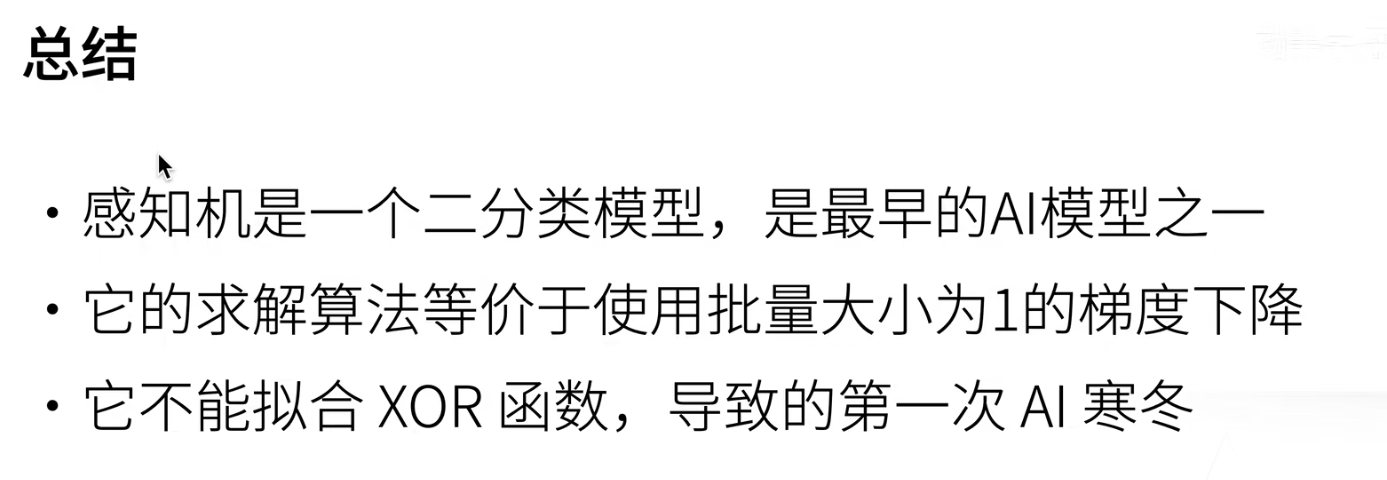 总结
• 感知机是一个二分类模型，是最早的AI模型之一
• 它的求解算法等价于使用批量大小为1的梯度下降
• 它不能拟合 XOR 函数，导致的第一次 AI 寒冬